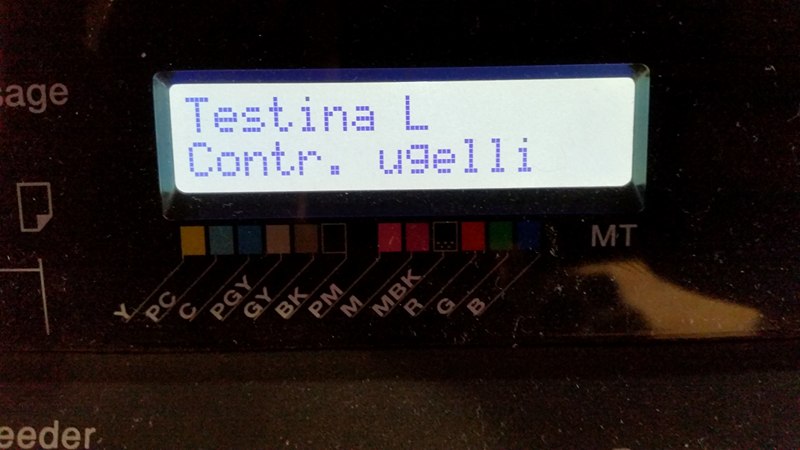 sage
Testina L
Contr. ugelli
MT
Y PC C PGY GY BK PM M MBK R G B
eeder